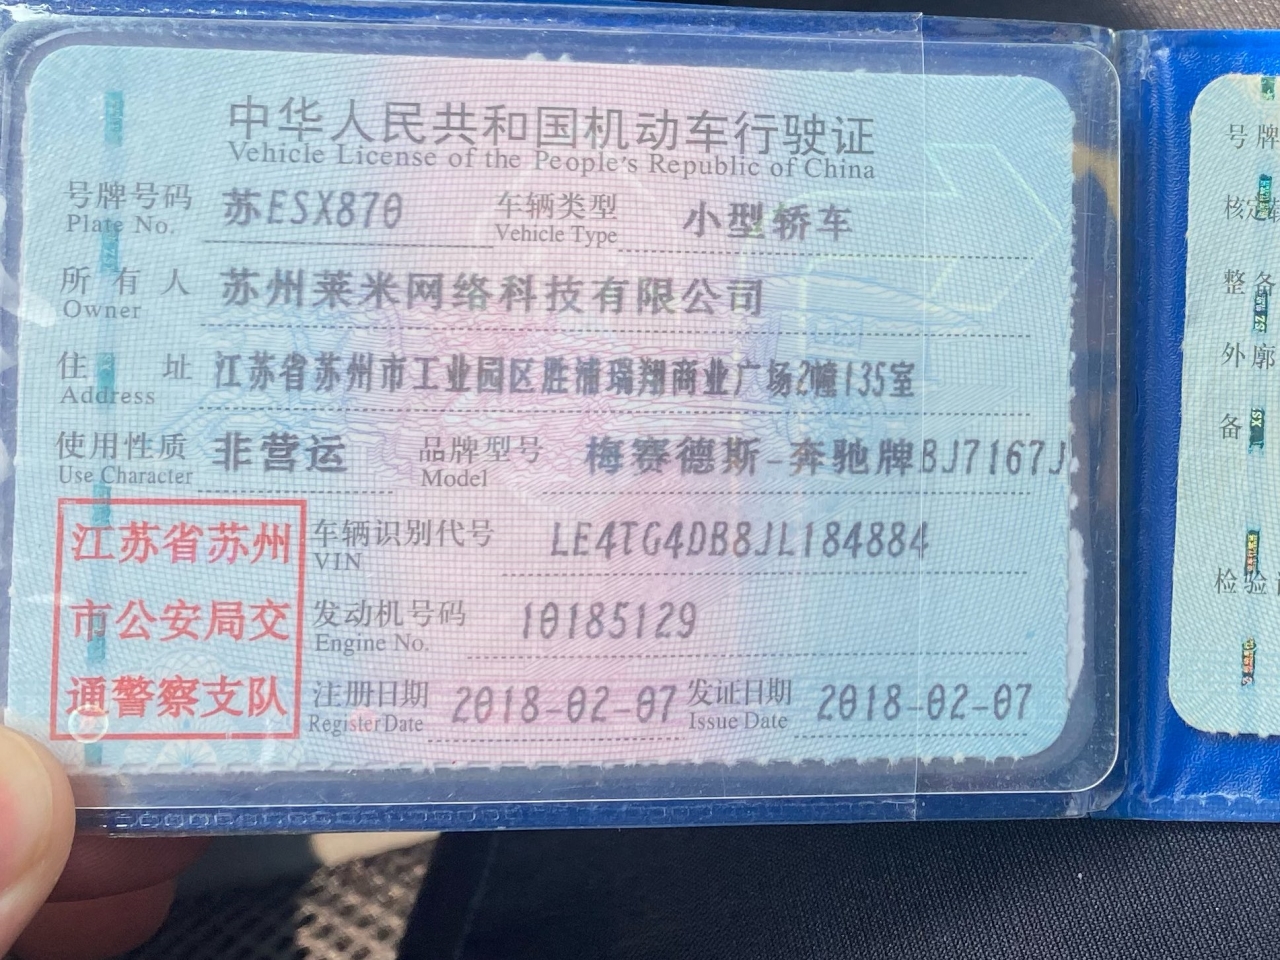 中华人民共和国机动车行驶证
Vehicle License of the People's Republic of China
号牌号码 苏ESX870 车辆类型 小型轿车
Plate No. Vehicle Type
所有人 苏州莱米网络科技有限公司
Owner
住址 江苏省苏州市工业园区胜浦瑞翔商业广场2幢135室
Address
使用性质 非营运 品牌型号 梅赛德斯-奔驰牌BJ7167J
Use Character Model
江苏省苏州
市公安局交
通警察支队
车辆识别代号 LE4TG4DB8JL184884
VIN
发动机号码 10185129
Engine No.
注册日期 2018-02-07 发证日期 2018-02-07
Register Date Issue Date
号牌
核定
整备
外廓
备
检验